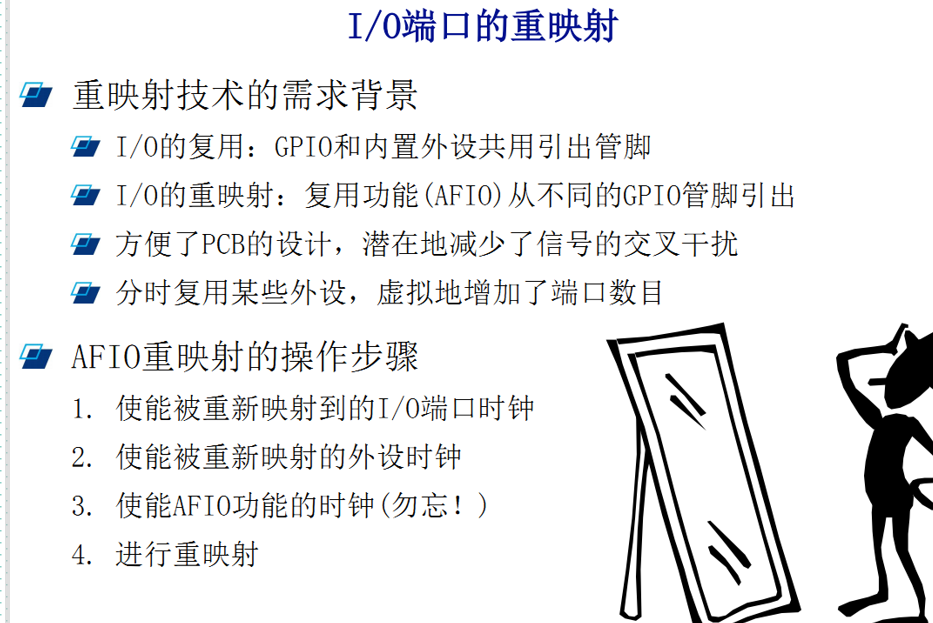 I/O端口的重映射
重映射技术的需求背景
I/O的复用：GPIO和内置外设共用引出管脚
I/O的重映射：复用功能(AFIO)从不同的GPIO管脚引出
方便了PCB的设计，潜在地减少了信号的交叉干扰
分时复用某些外设，虚拟地增加了端口数目
AFIO重映射的操作步骤
1. 使能被重新映射到的I/O端口时钟
2. 使能被重新映射的外设时钟
3. 使能AFIO功能的时钟(勿忘！)
4. 进行重映射